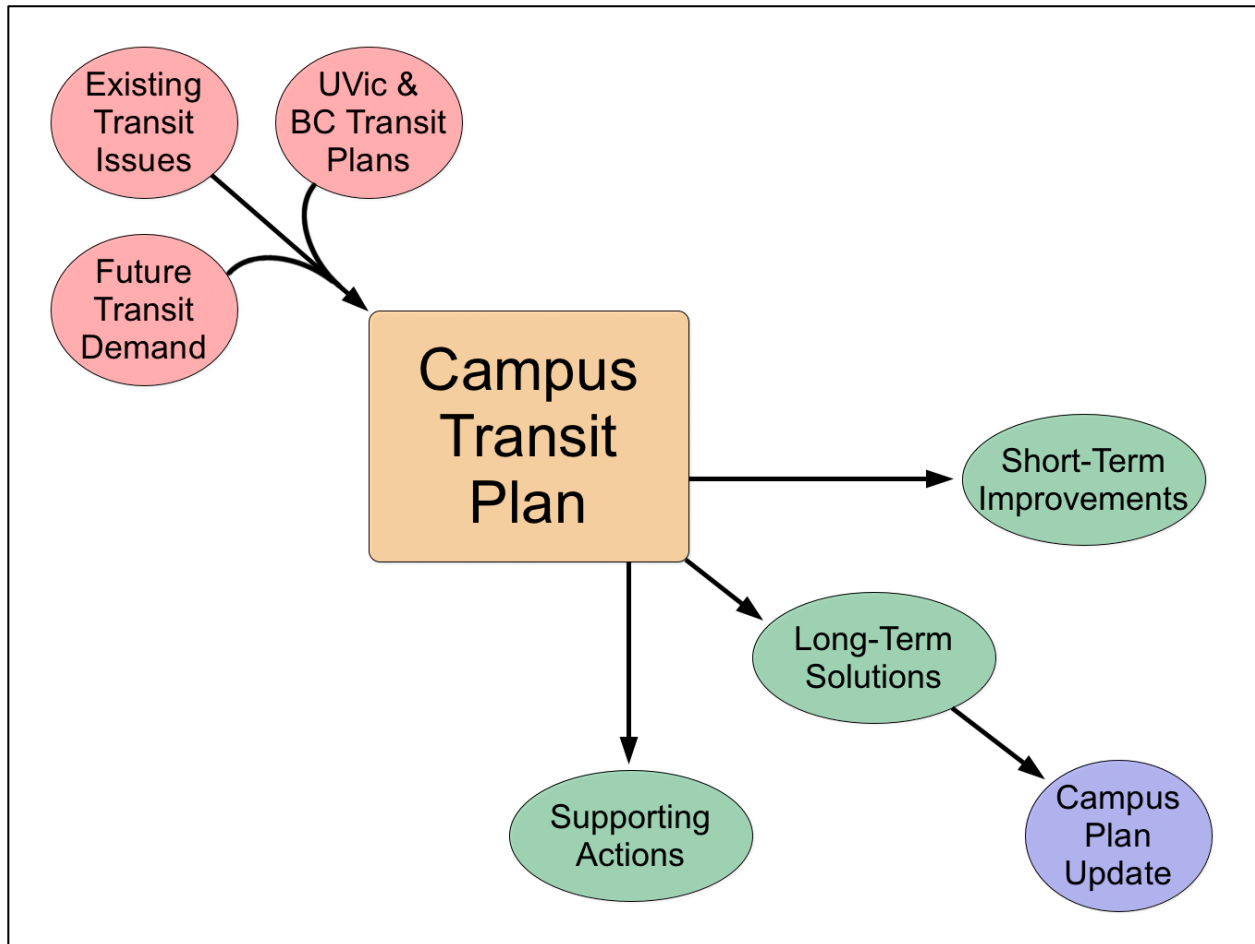 Existing
Transit
Issues
UVic &
BC Transit
Plans
Future
Transit
Demand
Campus
Transit
Plan
Short-Term
Improvements
Long-Term
Solutions
Supporting
Actions
Campus
Plan
Update